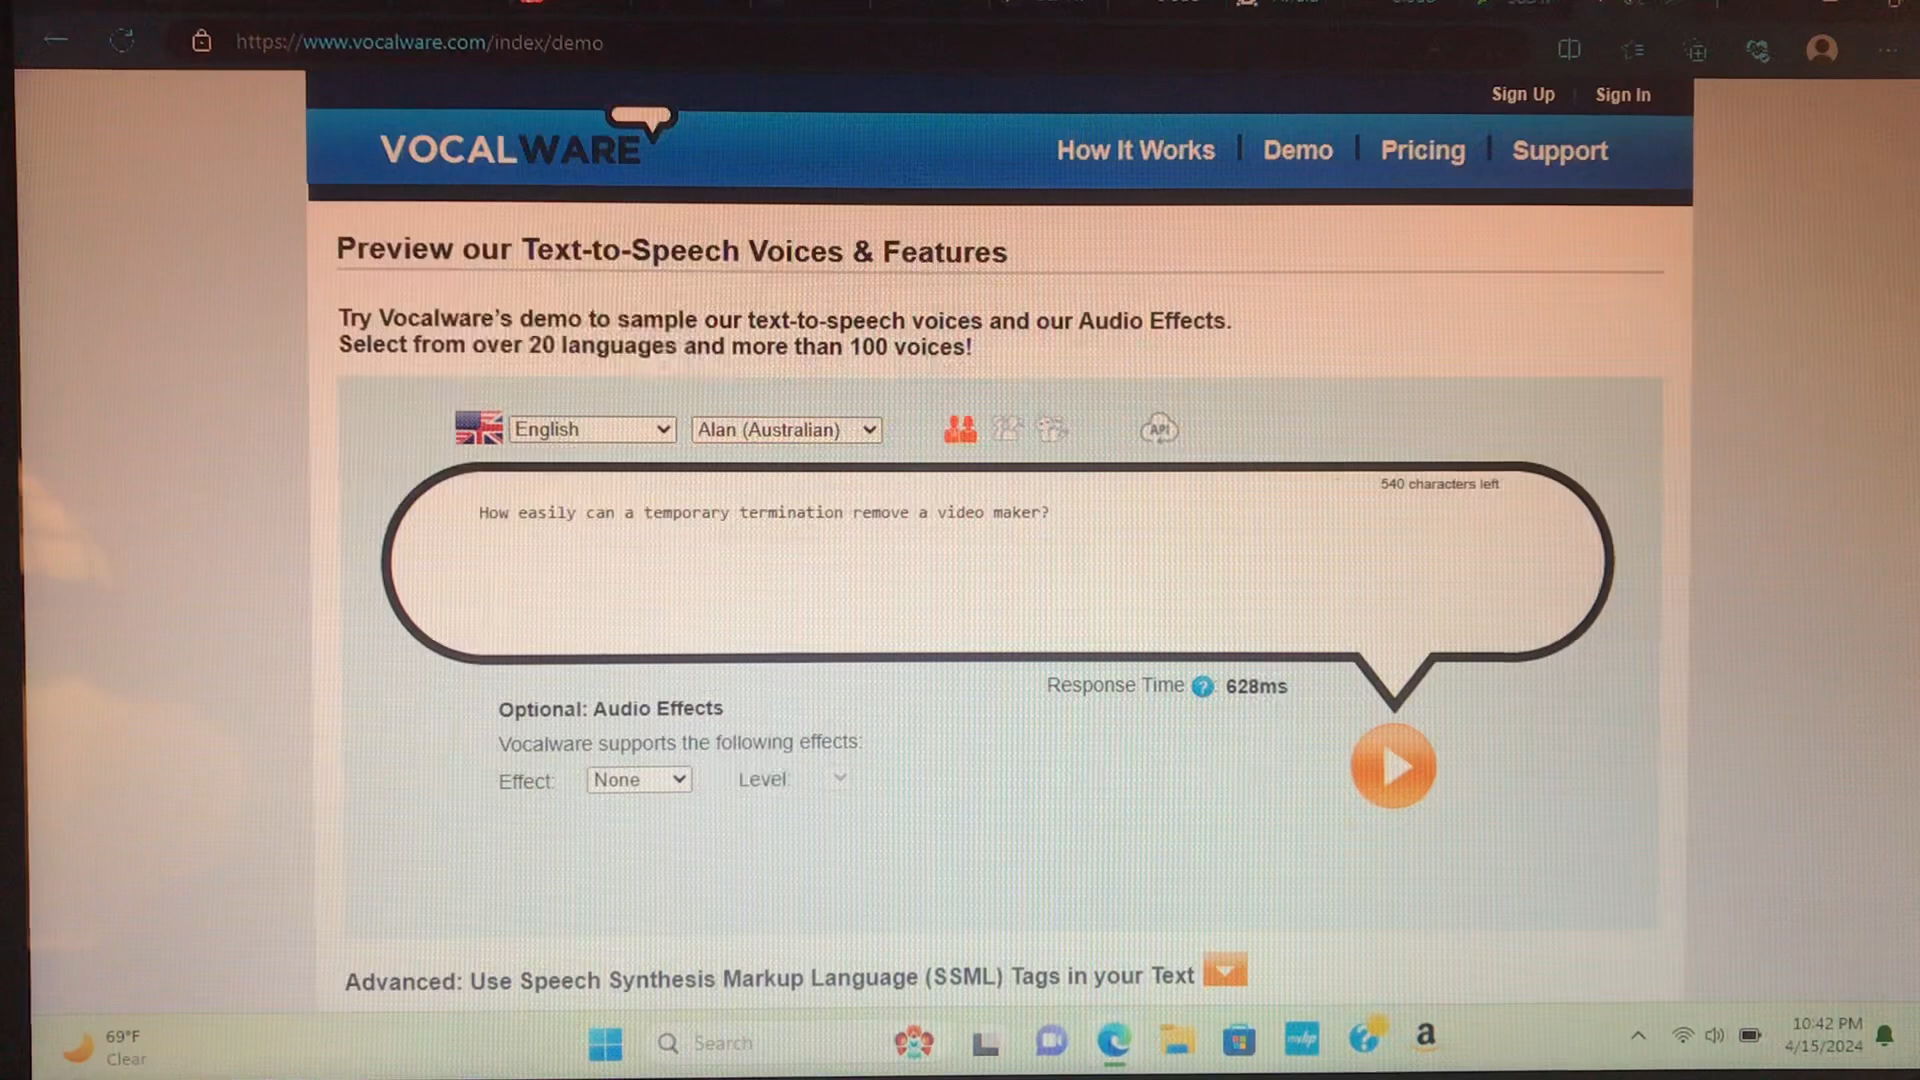 https://www.vocalware.com/index/demo
Sign Up
Sign In
VOCALWARE
How It Works
Demo
Pricing
Support
Preview our Text-to-Speech Voices & Features
Try Vocalware's demo to sample our text-to-speech voices and our Audio Effects.
Select from over 20 languages and more than 100 voices!
English
Alan (Australian)
API
540 characters left
How easily can a temporary termination remove a video maker?
Response Time ? 628ms
Optional: Audio Effects
Vocalware supports the following effects:
Effect: None Level:
Advanced: Use Speech Synthesis Markup Language (SSML) Tags in your Text
69°F
Clear
Search
myhp
?
a
10:42 PM
4/15/2024